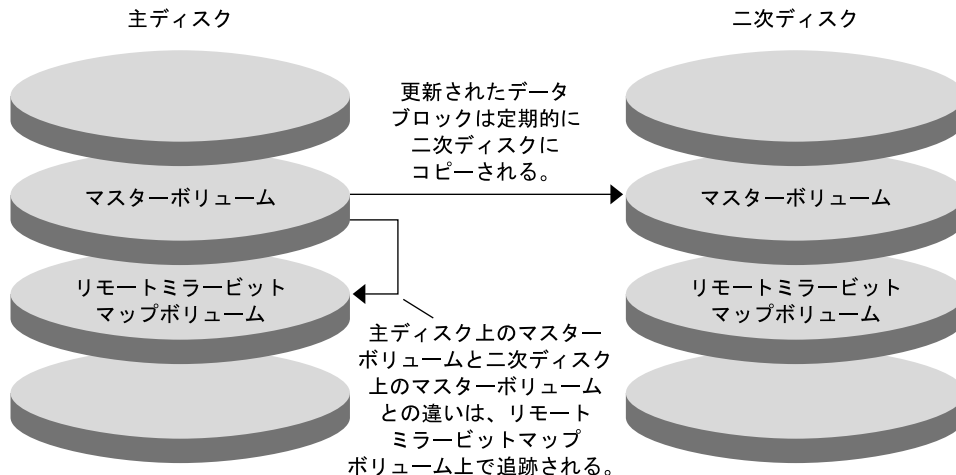 主ディスク
二次ディスク
更新されたデータ
ブロックは定期的に
二次ディスクに
コピーされる。
マスターボリューム
マスターボリューム
リモートミラービット
マップボリューム
リモートミラービット
マップボリューム
主ディスク上のマスター
ボリュームと二次ディスク
上のマスターボリューム
との違いは、リモート
ミラービットマップ
ボリューム上で追跡される。